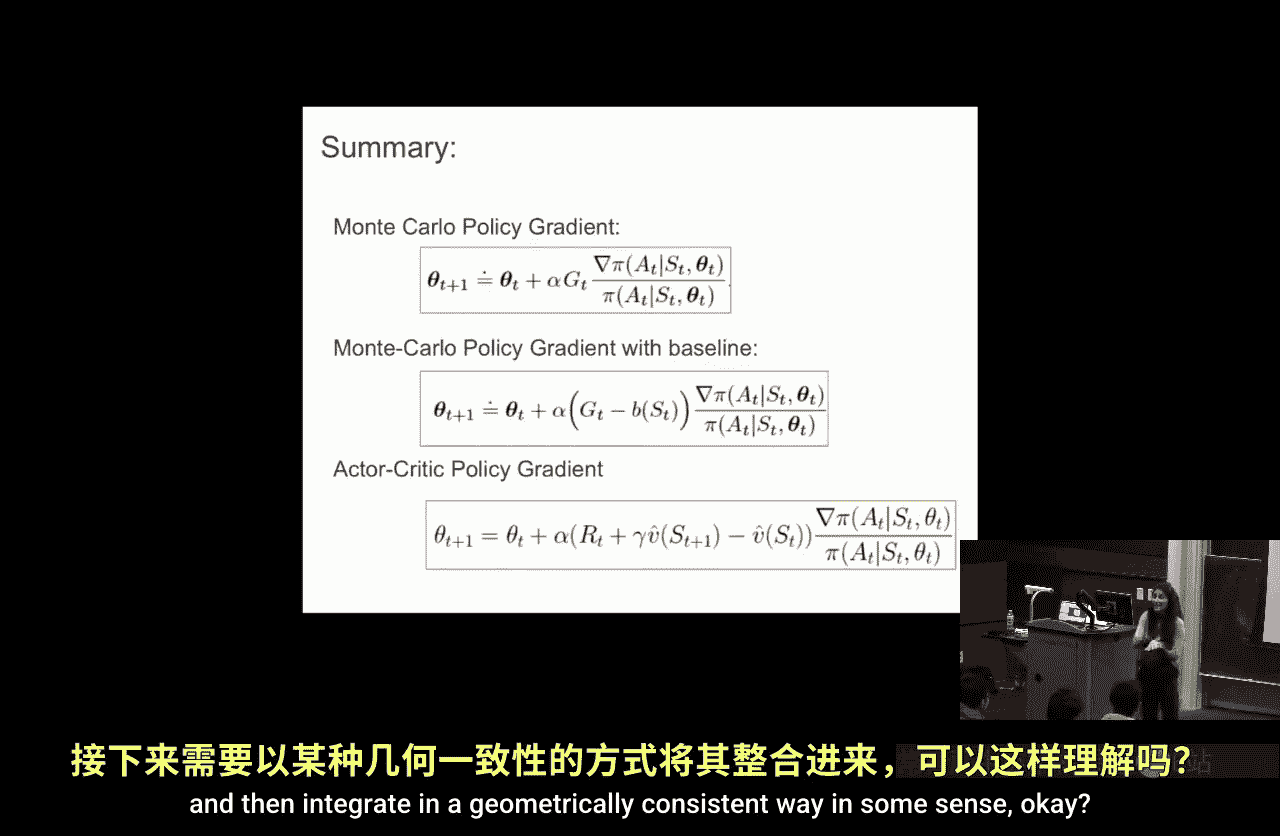 Summary:
Monte Carlo Policy Gradient:
θ_{t+1} ≐ θ_t + αG_t ∇π(A_t|S_t, θ_t) / π(A_t|S_t, θ_t).
Monte-Carlo Policy Gradient with baseline:
θ_{t+1} ≐ θ_t + α(G_t − b(S_t)) ∇π(A_t|S_t, θ_t) / π(A_t|S_t, θ_t)
Actor-Critic Policy Gradient
θ_{t+1} = θ_t + α(R_t + γv̂(S_{t+1}) − v̂(S_t)) ∇π(A_t|S_t, θ_t) / π(A_t|S_t, θ_t)
接下来需要以某种几何一致性的方式将其整合进来，可以这样理解吗？
and then integrate in a geometrically consistent way in some sense, okay?